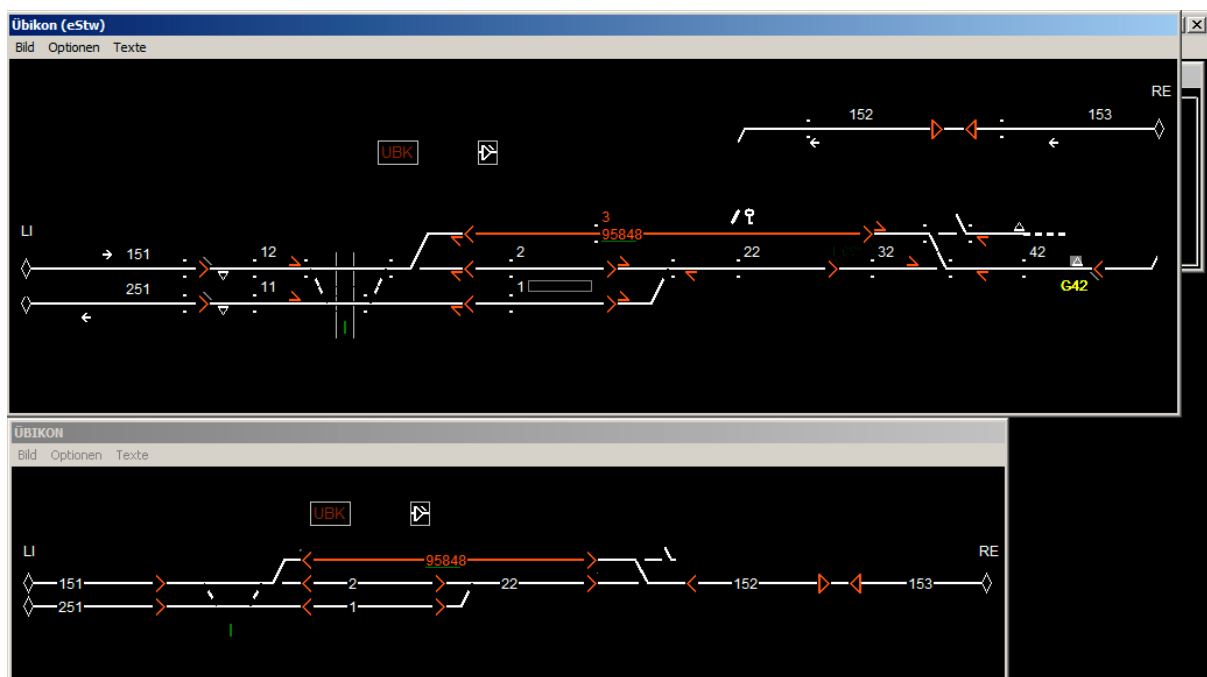 Übikon (eStw)
Bild Optionen Texte
RE
152 153
UBK
3
95848
LI
151 12 2 22 32 42
251 11 1 G42
ÜBIKON
Bild Optionen Texte
UBK
LI 95848 RE
151 2 22 152 153
251 1